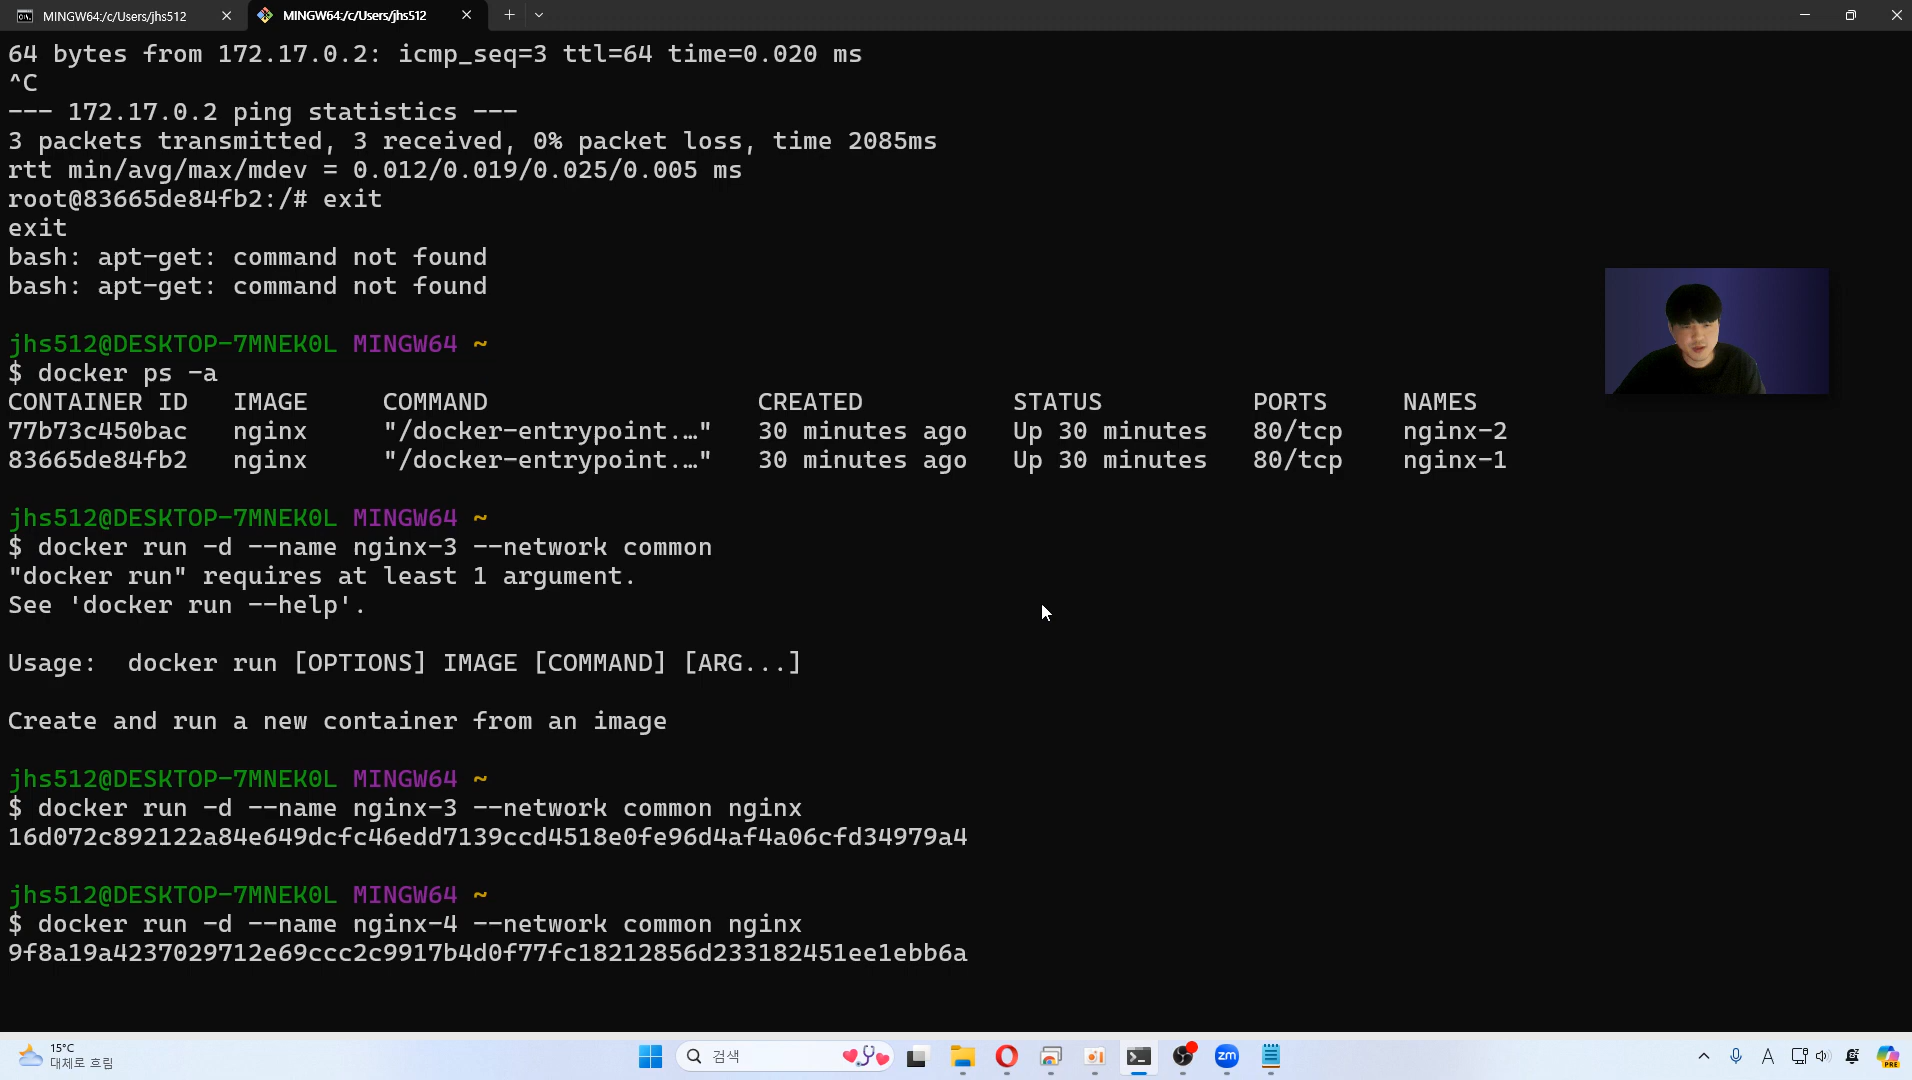 MINGW64:/c/Users/jhs512
MINGW64:/c/Users/jhs512
64 bytes from 172.17.0.2: icmp_seq=3 ttl=64 time=0.020 ms
^C
--- 172.17.0.2 ping statistics ---
3 packets transmitted, 3 received, 0% packet loss, time 2085ms
rtt min/avg/max/mdev = 0.012/0.019/0.025/0.005 ms
root@83665de84fb2:/# exit
exit
bash: apt-get: command not found
bash: apt-get: command not found
jhs512@DESKTOP-7MNEK0L MINGW64 ~
$ docker ps -a
CONTAINER ID IMAGE COMMAND CREATED STATUS PORTS NAMES
77b73c450bac nginx "/docker-entrypoint.…" 30 minutes ago Up 30 minutes 80/tcp nginx-2
83665de84fb2 nginx "/docker-entrypoint.…" 30 minutes ago Up 30 minutes 80/tcp nginx-1
jhs512@DESKTOP-7MNEK0L MINGW64 ~
$ docker run -d --name nginx-3 --network common
"docker run" requires at least 1 argument.
See 'docker run --help'.
Usage:  docker run [OPTIONS] IMAGE [COMMAND] [ARG...]
Create and run a new container from an image
jhs512@DESKTOP-7MNEK0L MINGW64 ~
$ docker run -d --name nginx-3 --network common nginx
16d072c892122a84e649dcfc46edd7139ccd4518e0fe96d4af4a06cfd34979a4
jhs512@DESKTOP-7MNEK0L MINGW64 ~
$ docker run -d --name nginx-4 --network common nginx
9f8a19a4237029712e69ccc2c9917b4d0f77fc18212856d233182451ee1ebb6a
15°C
대체로 흐림
검색
zm
A
PRE